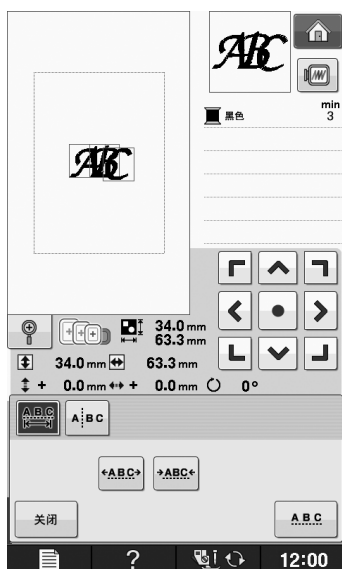 ABC
min
黑色 3
ABC
34.0 mm
63.3 mm
34.0 mm 63.3 mm
+ 0.0 mm + 0.0 mm 0°
ABC A BC
ABC ABC
关闭 ABC
? 12:00